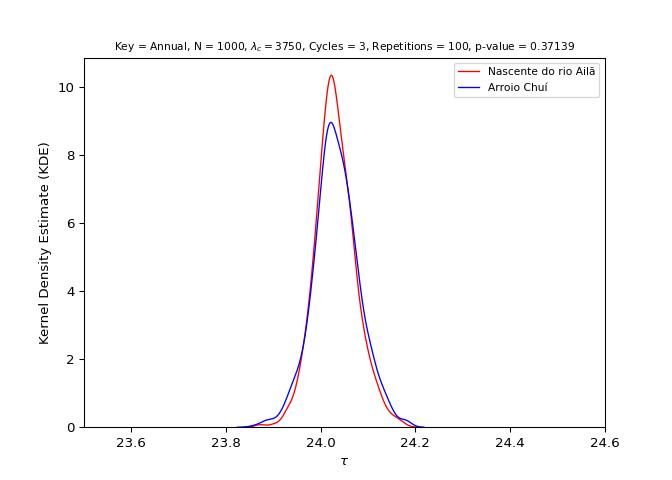 Key = Annual, N = 1000, λc = 3750, Cycles = 3, Repetitions = 100, p-value = 0.37139
Nascente do rio Ailã
Arroio Chuí
Kernel Density Estimate (KDE)
10
8
6
4
2
0
23.6 23.8 24.0 24.2 24.4 24.6
τ